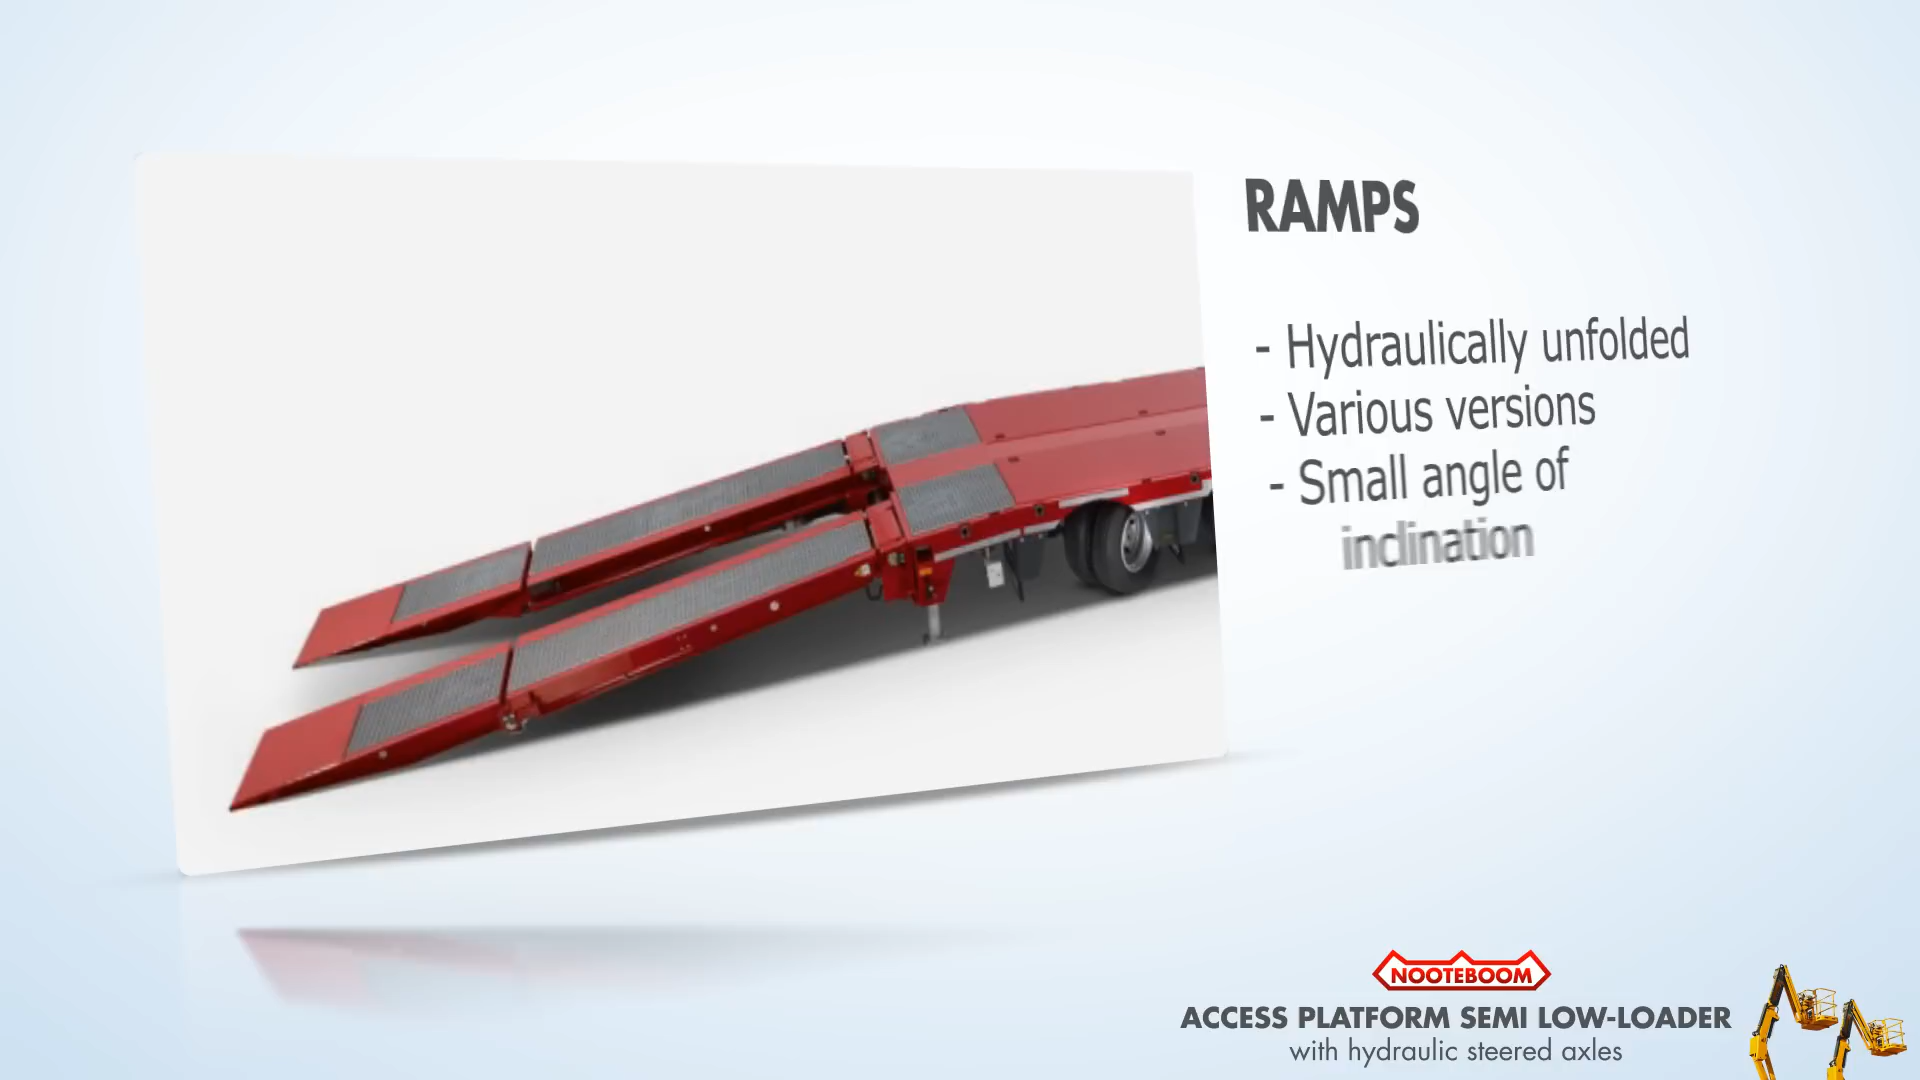 RAMPS
- Hydraulically unfolded
- Various versions
- Small angle of
inclination
NOOTEBOOM
ACCESS PLATFORM SEMI LOW-LOADER
with hydraulic steered axles